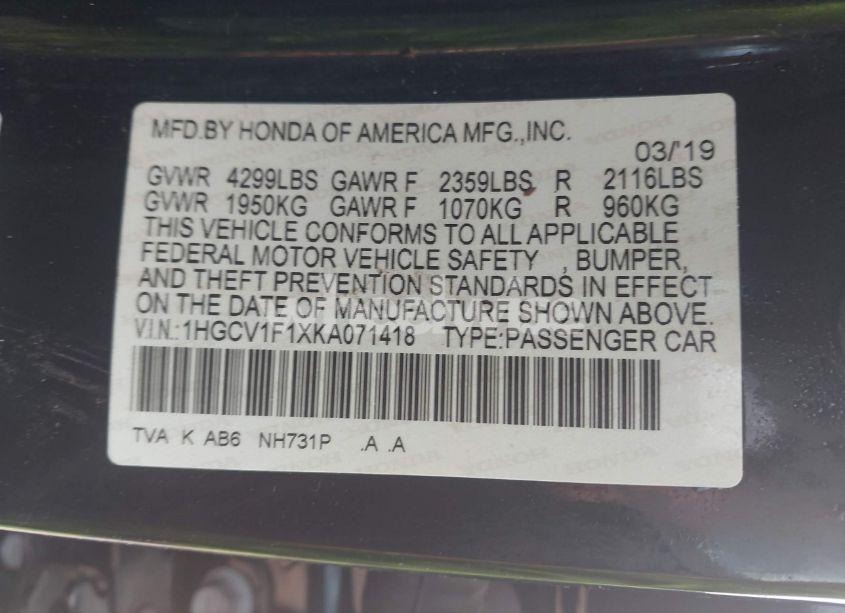 MFD.BY HONDA OF AMERICA MFG.,INC.
03/'19
GVWR 4299LBS GAWR F 2359LBS R 2116LBS
GVWR 1950KG GAWR F 1070KG R 960KG
THIS VEHICLE CONFORMS TO ALL APPLICABLE
FEDERAL MOTOR VEHICLE SAFETY , BUMPER,
AND THEFT PREVENTION STANDARDS IN EFFECT
ON THE DATE OF MANUFACTURE SHOWN ABOVE.
V.I.N.:1HGCV1F1XKA071418 TYPE:PASSENGER CAR
TVA K AB6 NH731P .A .A